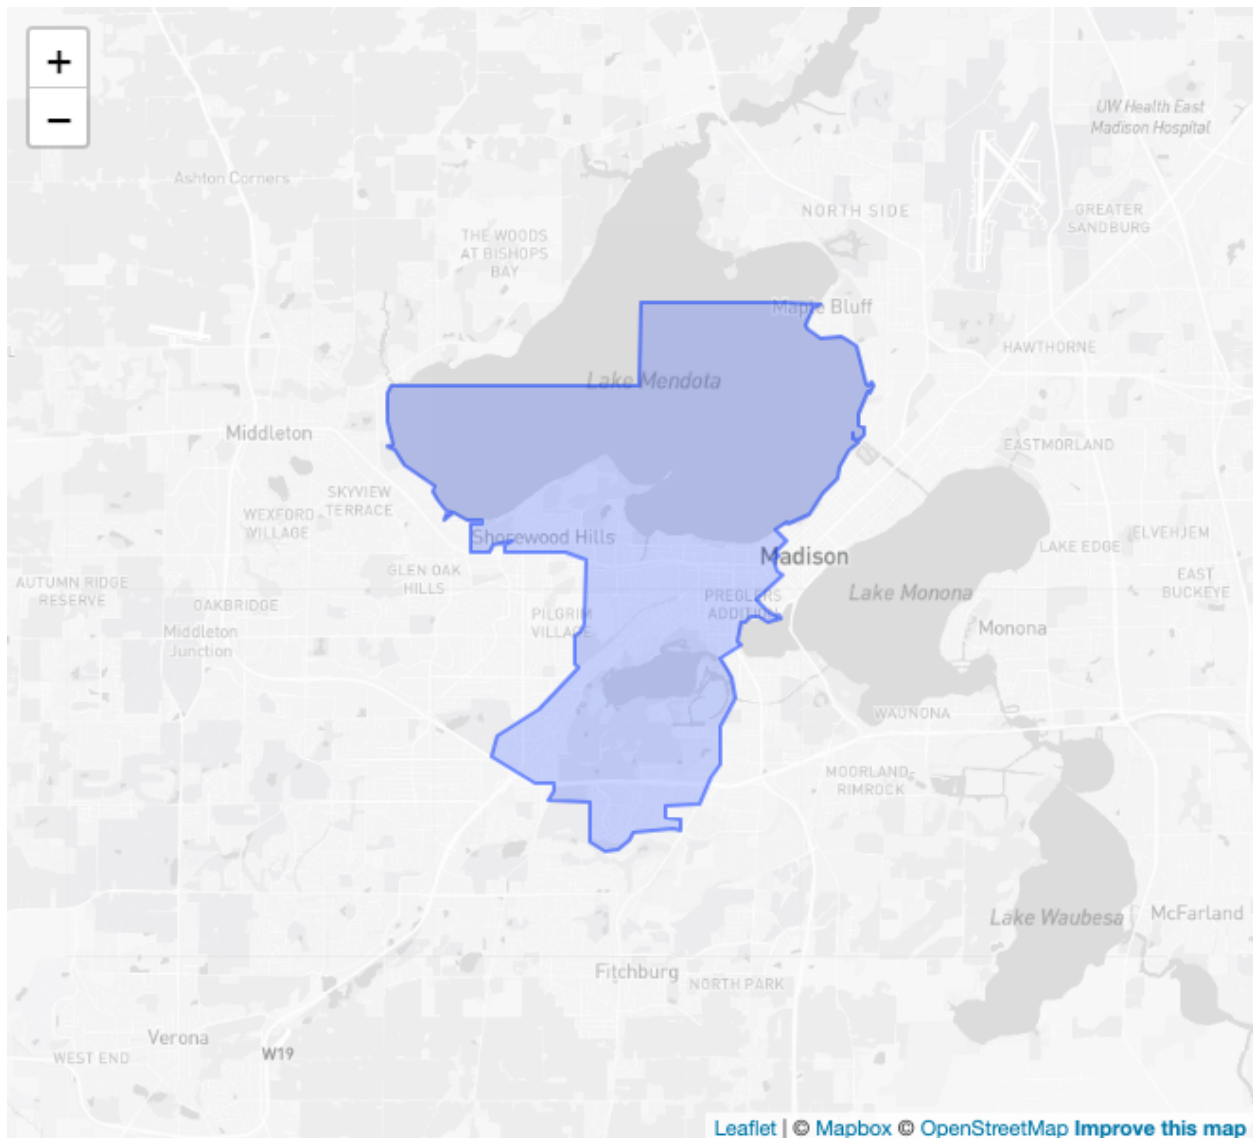 +
−
UW Health East
Madison Hospital
Ashton Corners
NORTH SIDE
GREATER
SANDBURG
THE WOODS
AT BISHOPS
BAY
Maple Bluff
HAWTHORNE
Lake Mendota
Middleton
EASTMORLAND
SKYVIEW
TERRACE
WEXFORD
VILLAGE
Shorewood Hills
ELVEHJEM
LAKE EDGE
Madison
GLEN OAK
HILLS
AUTUMN RIDGE
RESERVE
EAST
BUCKEYE
Lake Monona
PREGLERS
ADDITION
OAKBRIDGE
PILGRIM
VILLAGE
Middleton
Junction
Monona
WAUNONA
MOORLAND-
RIMROCK
Lake Waubesa
McFarland
Fitchburg
NORTH PARK
Verona
W19
WEST END
Leaflet | © Mapbox © OpenStreetMap Improve this map